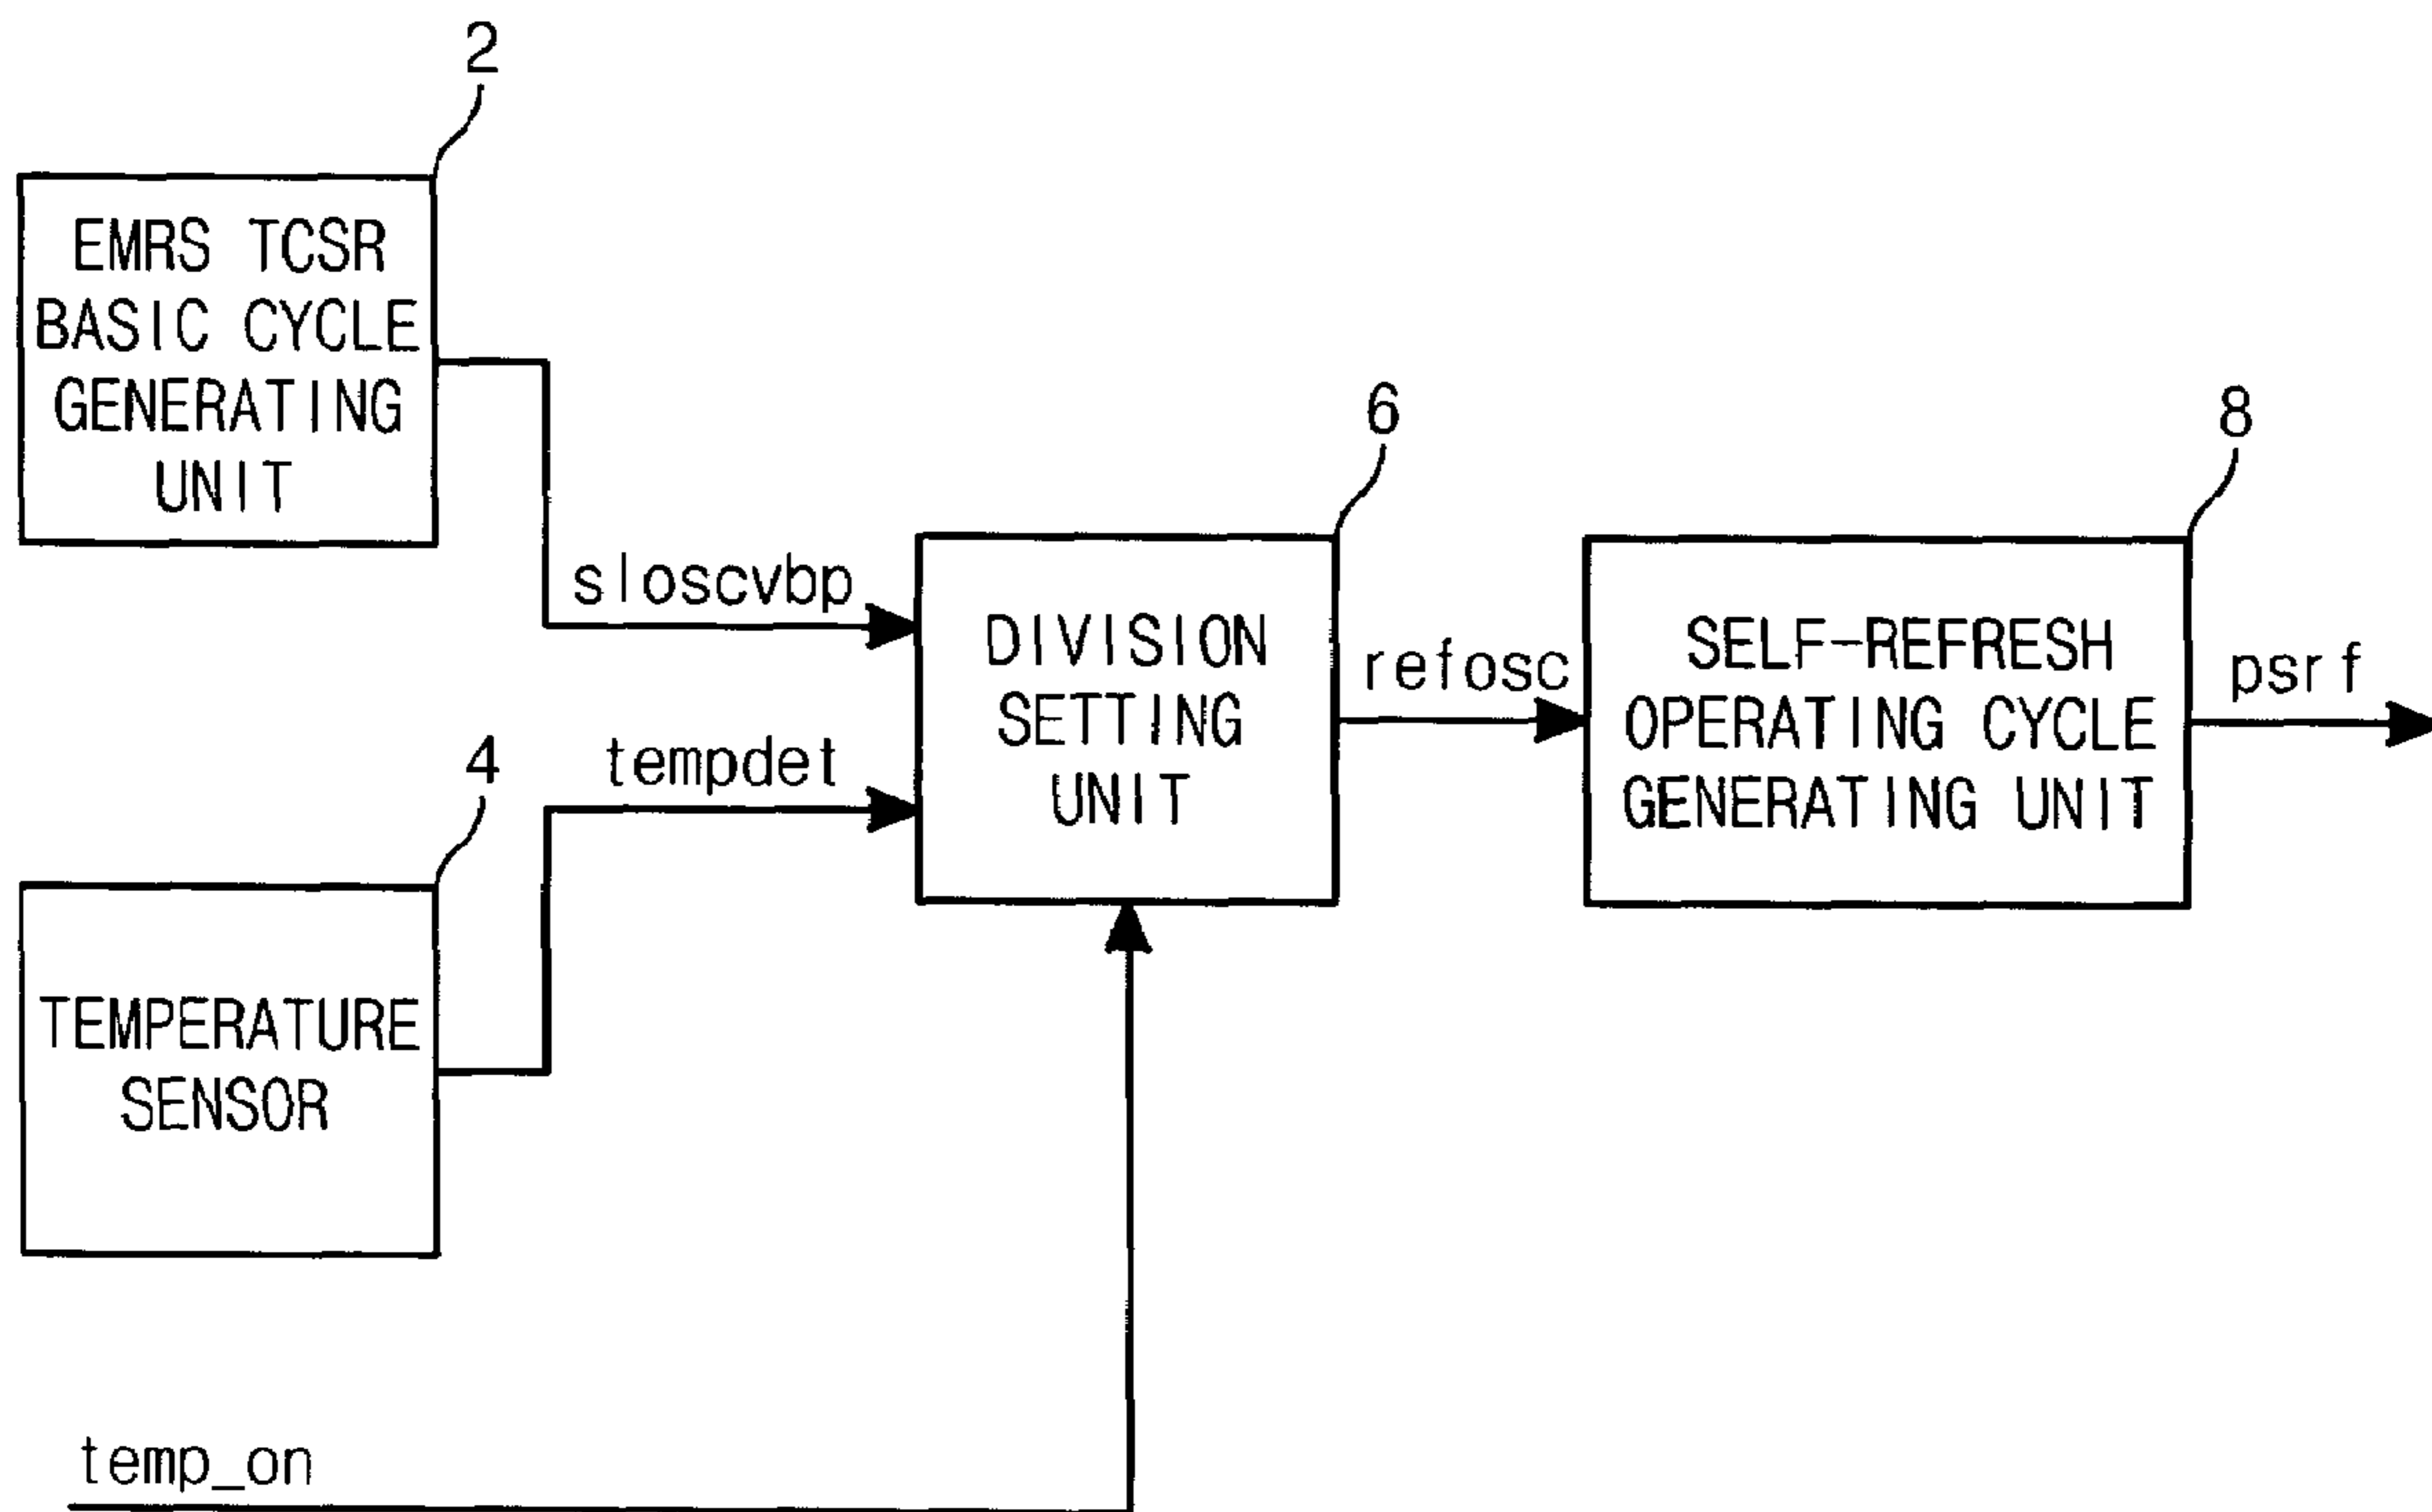 2
EMRS TCSR
BASIC CYCLE
GENERATING
UNIT
sloscvbp
6
DIVISION
SETTING
UNIT
refosc
8
SELF-REFRESH
OPERATING CYCLE
GENERATING UNIT
psrf
4
tempdet
TEMPERATURE
SENSOR
temp_on